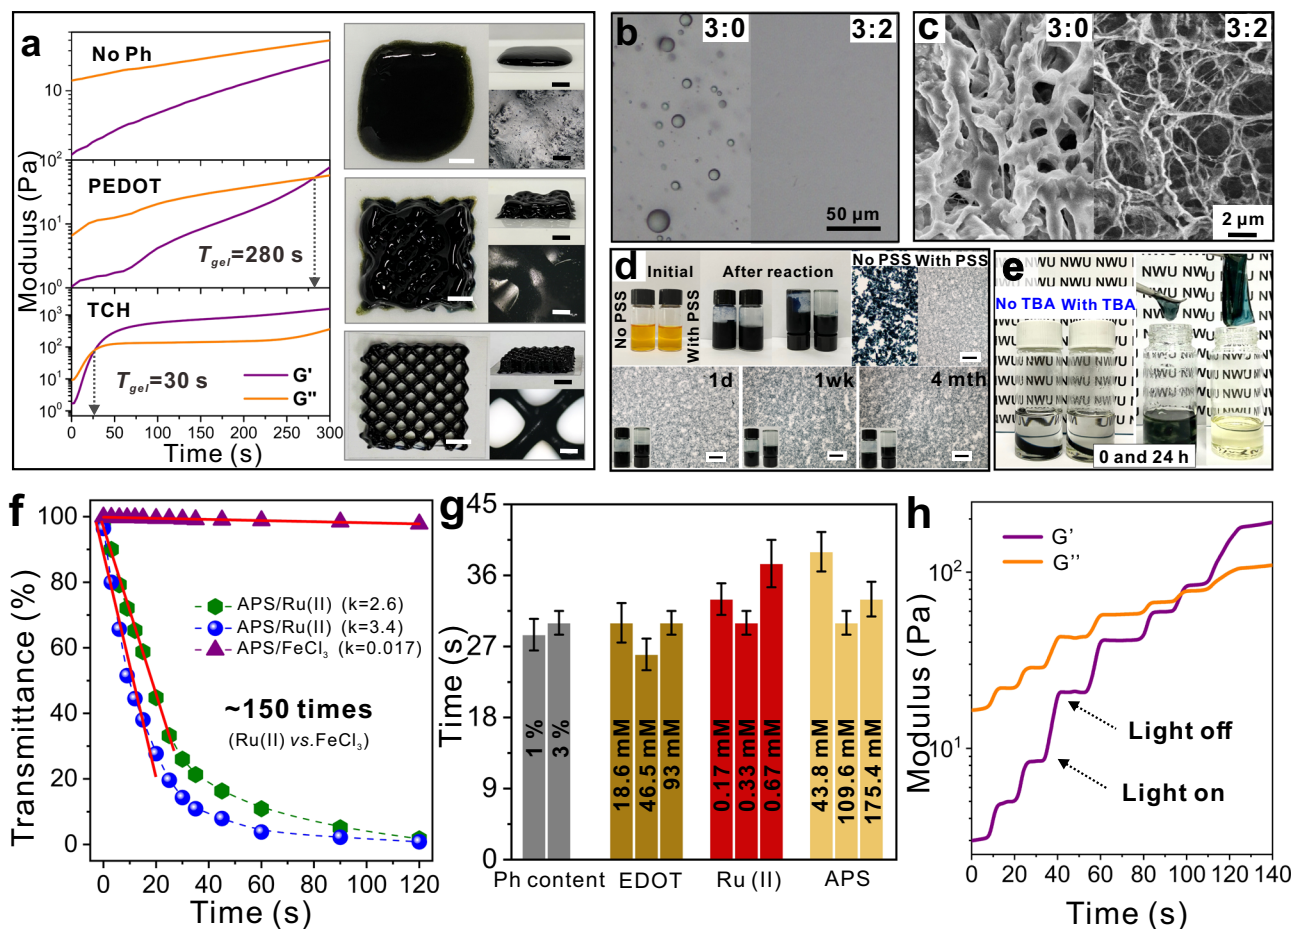 a
No Ph
10
10²
PEDOT
10¹
T gel=280 s
10⁰
TCH
10³
10²
10¹
10⁰
T gel=30 s
G'
G"
0 50 100 150 200 250 300
Time (s)
Modulus (Pa)
b
3:0
3:2
50 µm
c
3:0
3:2
2 µm
d
Initial
After reaction
No PSS
With PSS
No PSS With PSS
1d
1wk
4 mth
e
NWU
No TBA With TBA
0 and 24 h
f
100
80
60
40
20
0
Transmittance (%)
APS/Ru(II) (k=2.6)
APS/Ru(II) (k=3.4)
APS/FeCl₃ (k=0.017)
~150 times
(Ru(II) vs.FeCl₃)
0 20 40 60 80 100 120
Time (s)
g
45
36
27
18
9
0
Time (s)
1 %
3 %
18.6 mM
46.5 mM
93 mM
0.17 mM
0.33 mM
0.67 mM
43.8 mM
109.6 mM
175.4 mM
Ph content EDOT Ru (II) APS
h
G'
G''
10²
10¹
Modulus (Pa)
Light off
Light on
0 20 40 60 80 100 120 140
Time (s)